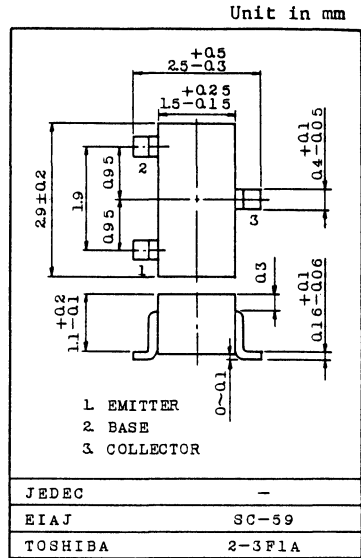 Unit in mm
+0.5
2.5-0.3
+0.25
1.5-0.15
2.9±0.2
1.9
0.95
0.95
2
1
3
+0.1
0.4-0.05
+0.2
1.1-0.1
0.3
+0.1
0.16-0.06
0~0.1
1. EMITTER
2. BASE
3. COLLECTOR
JEDEC –
EIAJ SC-59
TOSHIBA 2-3F1A